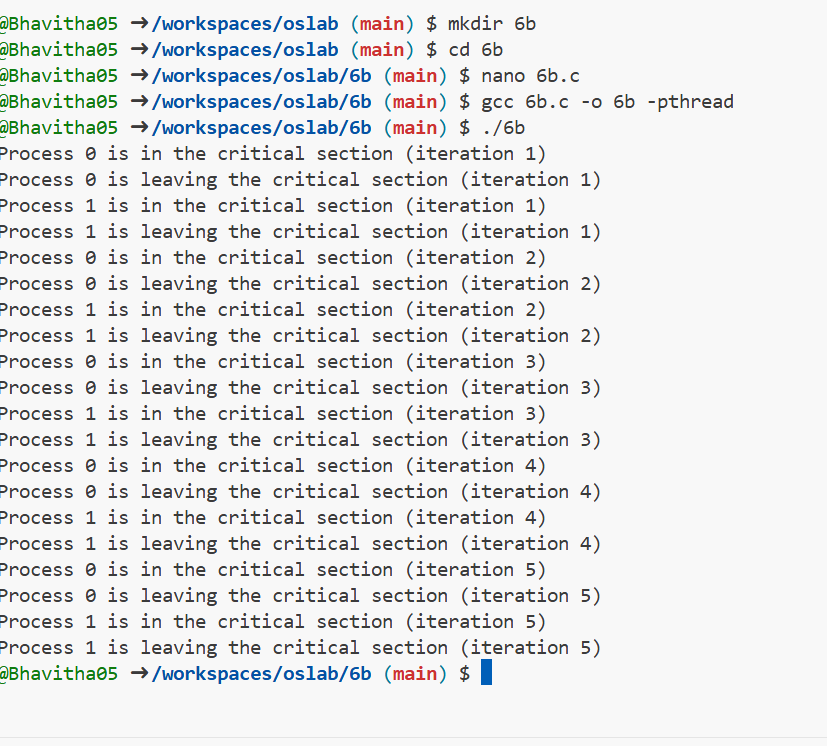 @Bhavitha05 ➜/workspaces/oslab (main) $ mkdir 6b
@Bhavitha05 ➜/workspaces/oslab (main) $ cd 6b
@Bhavitha05 ➜/workspaces/oslab/6b (main) $ nano 6b.c
@Bhavitha05 ➜/workspaces/oslab/6b (main) $ gcc 6b.c -o 6b -pthread
@Bhavitha05 ➜/workspaces/oslab/6b (main) $ ./6b
Process 0 is in the critical section (iteration 1)
Process 0 is leaving the critical section (iteration 1)
Process 1 is in the critical section (iteration 1)
Process 1 is leaving the critical section (iteration 1)
Process 0 is in the critical section (iteration 2)
Process 0 is leaving the critical section (iteration 2)
Process 1 is in the critical section (iteration 2)
Process 1 is leaving the critical section (iteration 2)
Process 0 is in the critical section (iteration 3)
Process 0 is leaving the critical section (iteration 3)
Process 1 is in the critical section (iteration 3)
Process 1 is leaving the critical section (iteration 3)
Process 0 is in the critical section (iteration 4)
Process 0 is leaving the critical section (iteration 4)
Process 1 is in the critical section (iteration 4)
Process 1 is leaving the critical section (iteration 4)
Process 0 is in the critical section (iteration 5)
Process 0 is leaving the critical section (iteration 5)
Process 1 is in the critical section (iteration 5)
Process 1 is leaving the critical section (iteration 5)
@Bhavitha05 ➜/workspaces/oslab/6b (main) $